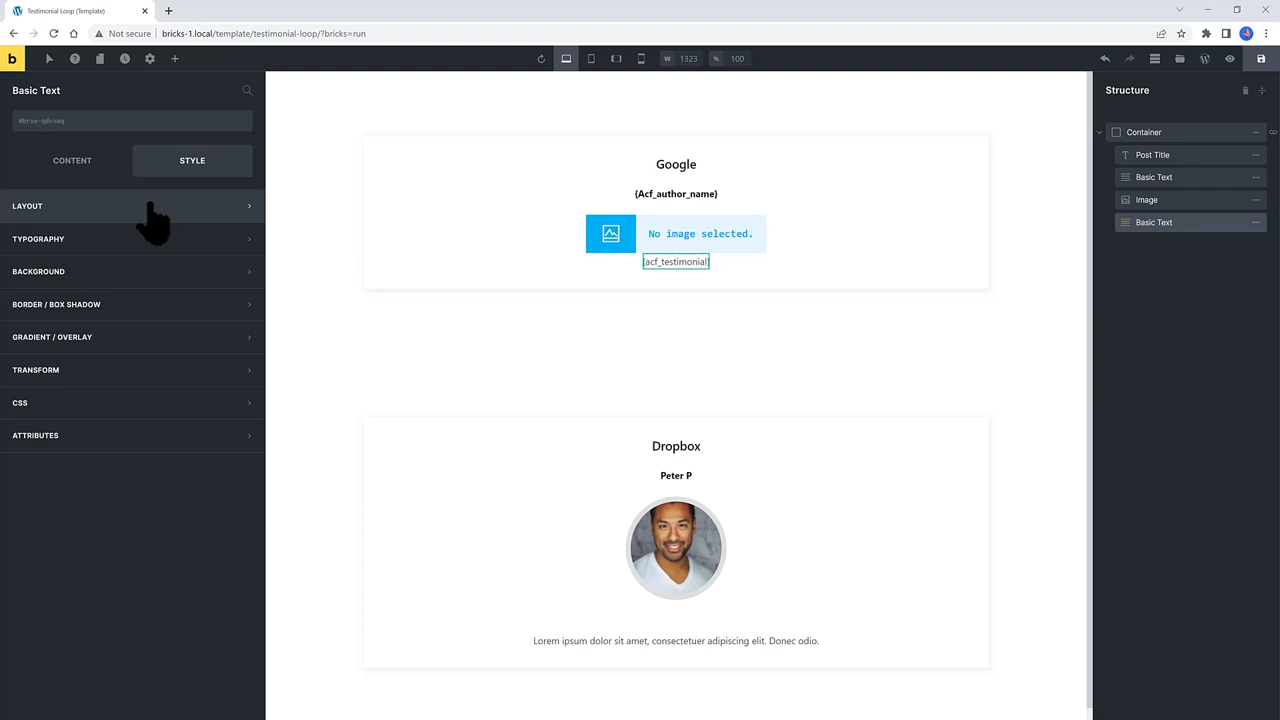 Testimonial Loop (Template)
Not secure
bricks-1.local/template/testimonial-loop/?bricks=run
b
W 1323 % 100
Basic Text
#brxe-qdvvaq
CONTENT
STYLE
LAYOUT
TYPOGRAPHY
BACKGROUND
BORDER / BOX SHADOW
GRADIENT / OVERLAY
TRANSFORM
CSS
ATTRIBUTES
Google
{Acf_author_name}
No image selected.
{acf_testimonial}
Dropbox
Peter P
Lorem ipsum dolor sit amet, consectetuer adipiscing elit. Donec odio.
Structure
Container
Post Title
Basic Text
Image
Basic Text